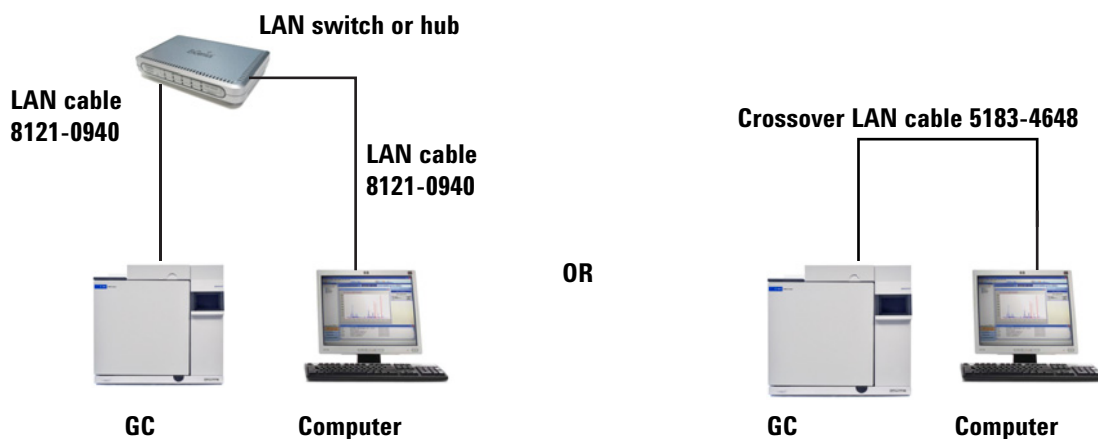 LAN switch or hub
LAN cable
8121-0940
LAN cable
8121-0940
Crossover LAN cable 5183-4648
OR
GC
Computer
GC
Computer